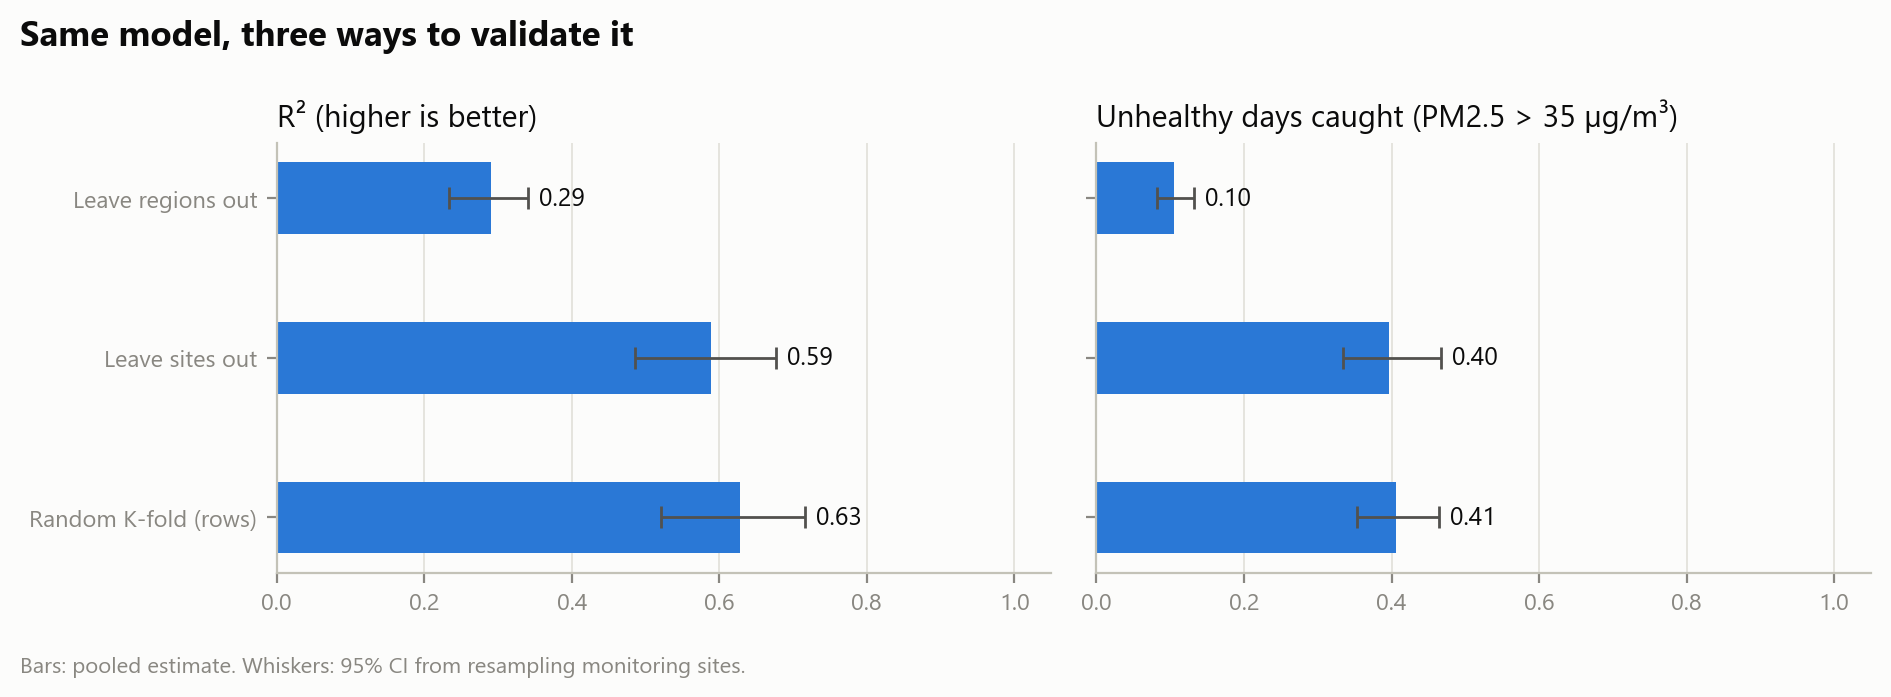 Same model, three ways to validate it
R² (higher is better)
Leave regions out
0.29
Leave sites out
0.59
Random K-fold (rows)
0.63
0.0 0.2 0.4 0.6 0.8 1.0
Unhealthy days caught (PM2.5 > 35 µg/m³)
0.10
0.40
0.41
0.0 0.2 0.4 0.6 0.8 1.0
Bars: pooled estimate. Whiskers: 95% CI from resampling monitoring sites.